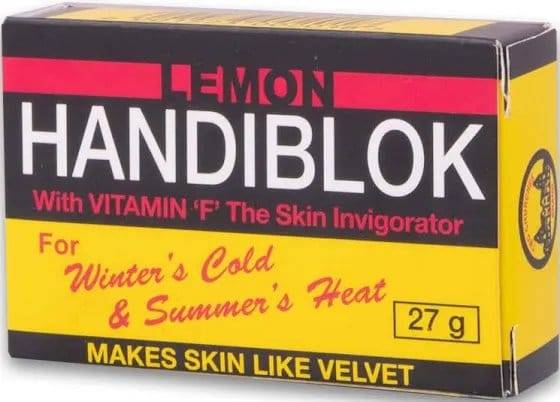 LEMON
HANDIBLOK
With VITAMIN 'F' The Skin Invigorator
For
Winter's Cold
& Summer's Heat
27 g
MAKES SKIN LIKE VELVET